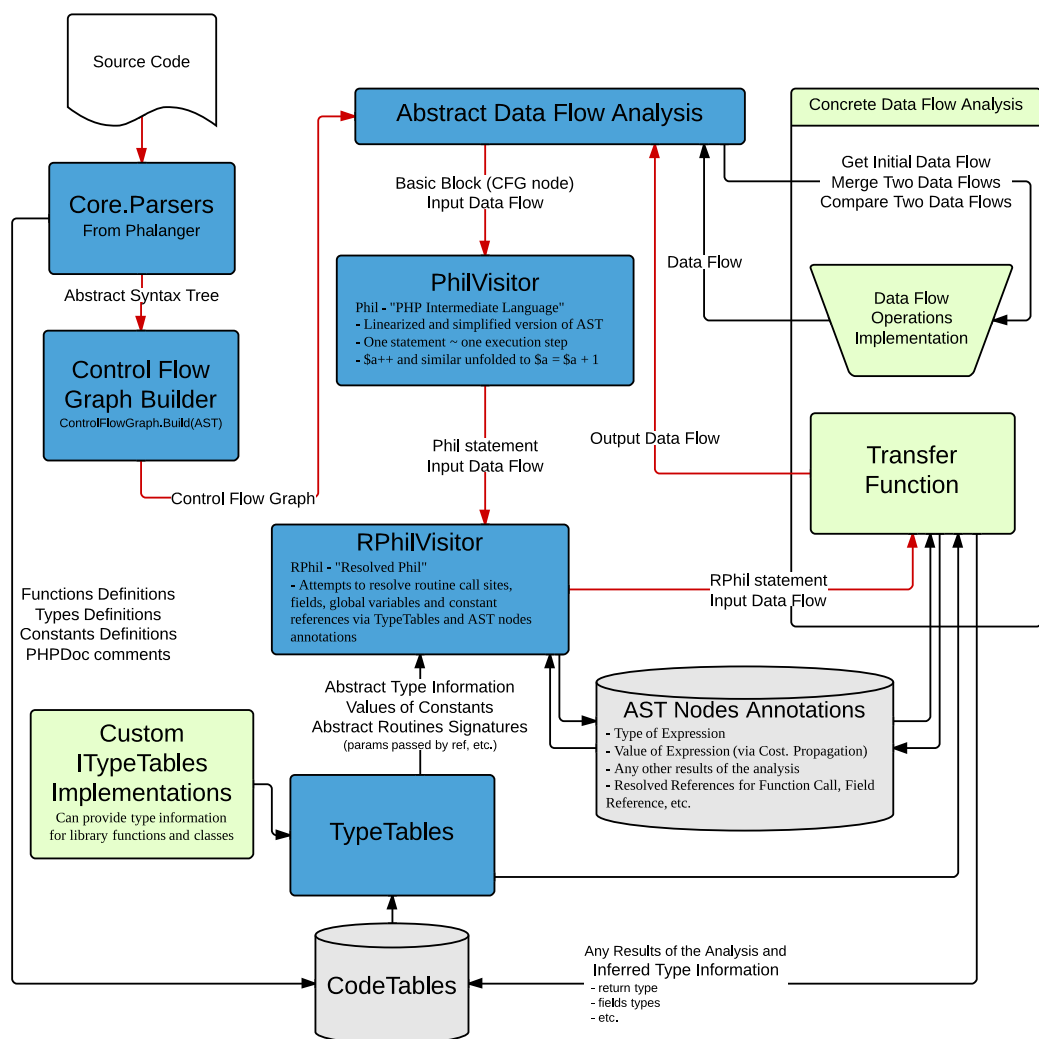 Source Code
Core.Parsers
From Phalanger
Abstract Syntax Tree
Control Flow
Graph Builder
ControlFlowGraph.Build(AST)
Control Flow Graph
Abstract Data Flow Analysis
Basic Block (CFG node)
Input Data Flow
PhilVisitor
Phil - "PHP Intermediate Language"
- Linearized and simplified version of AST
- One statement ~ one execution step
- $a++ and similar unfolded to $a = $a + 1
Phil statement
Input Data Flow
Concrete Data Flow Analysis
Get Initial Data Flow
Merge Two Data Flows
Compare Two Data Flows
Data Flow
Data Flow
Operations
Implementation
Output Data Flow
Transfer
Function
RPhilVisitor
RPhil - "Resolved Phil"
- Attempts to resolve routine call sites,
fields, global variables and constant
references via TypeTables and AST nodes
annotations
RPhil statement
Input Data Flow
Functions Definitions
Types Definitions
Constants Definitions
PHPDoc comments
Abstract Type Information
Values of Constants
Abstract Routines Signatures
(params passed by ref, etc.)
AST Nodes Annotations
- Type of Expression
- Value of Expression (via Cost. Propagation)
- Any other results of the analysis
- Resolved References for Function Call, Field
Reference, etc.
Custom
ITypeTables
Implementations
Can provide type information
for library functions and classes
TypeTables
CodeTables
Any Results of the Analysis and
Inferred Type Information
- return type
- fields types
- etc.